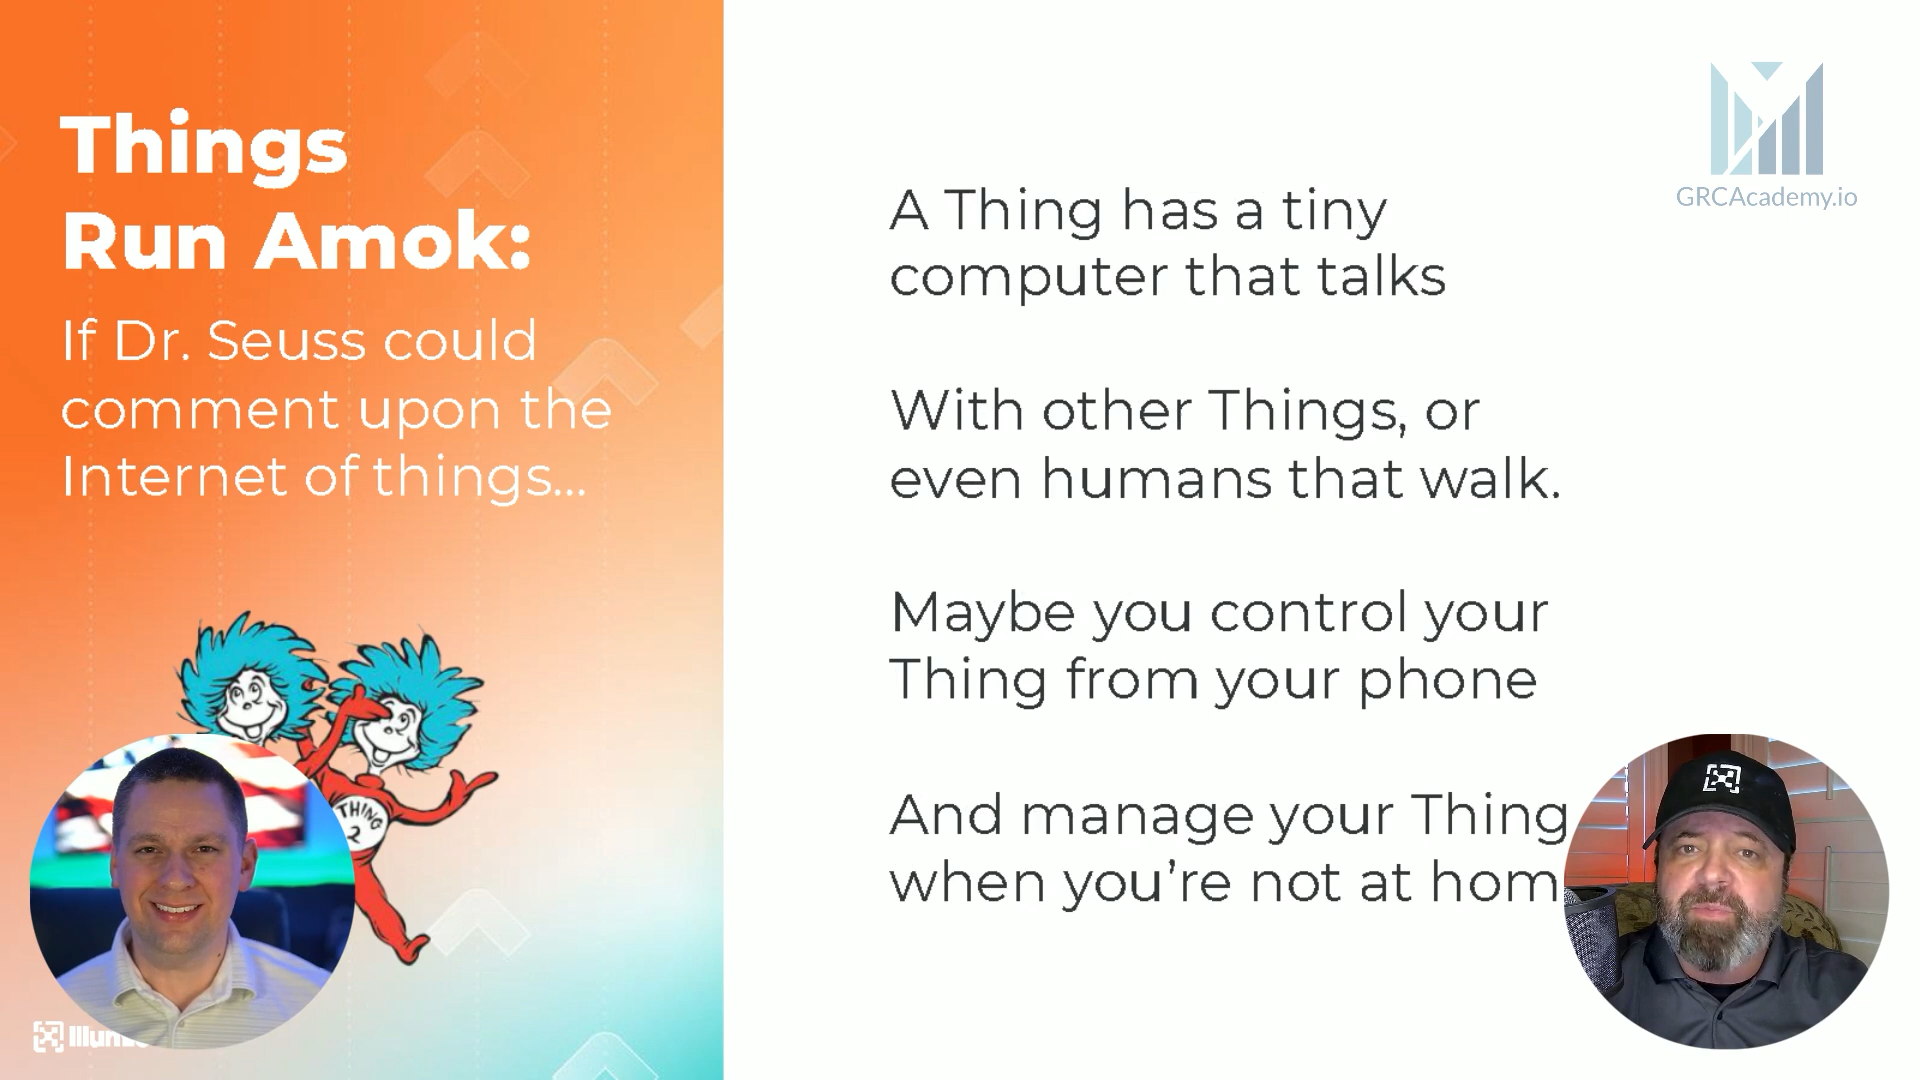 Things
Run Amok:
If Dr. Seuss could
comment upon the
Internet of things...
THING
2
GRCAcademy.io
A Thing has a tiny
computer that talks
With other Things, or
even humans that walk.
Maybe you control your
Thing from your phone
And manage your Thing
when you're not at hom